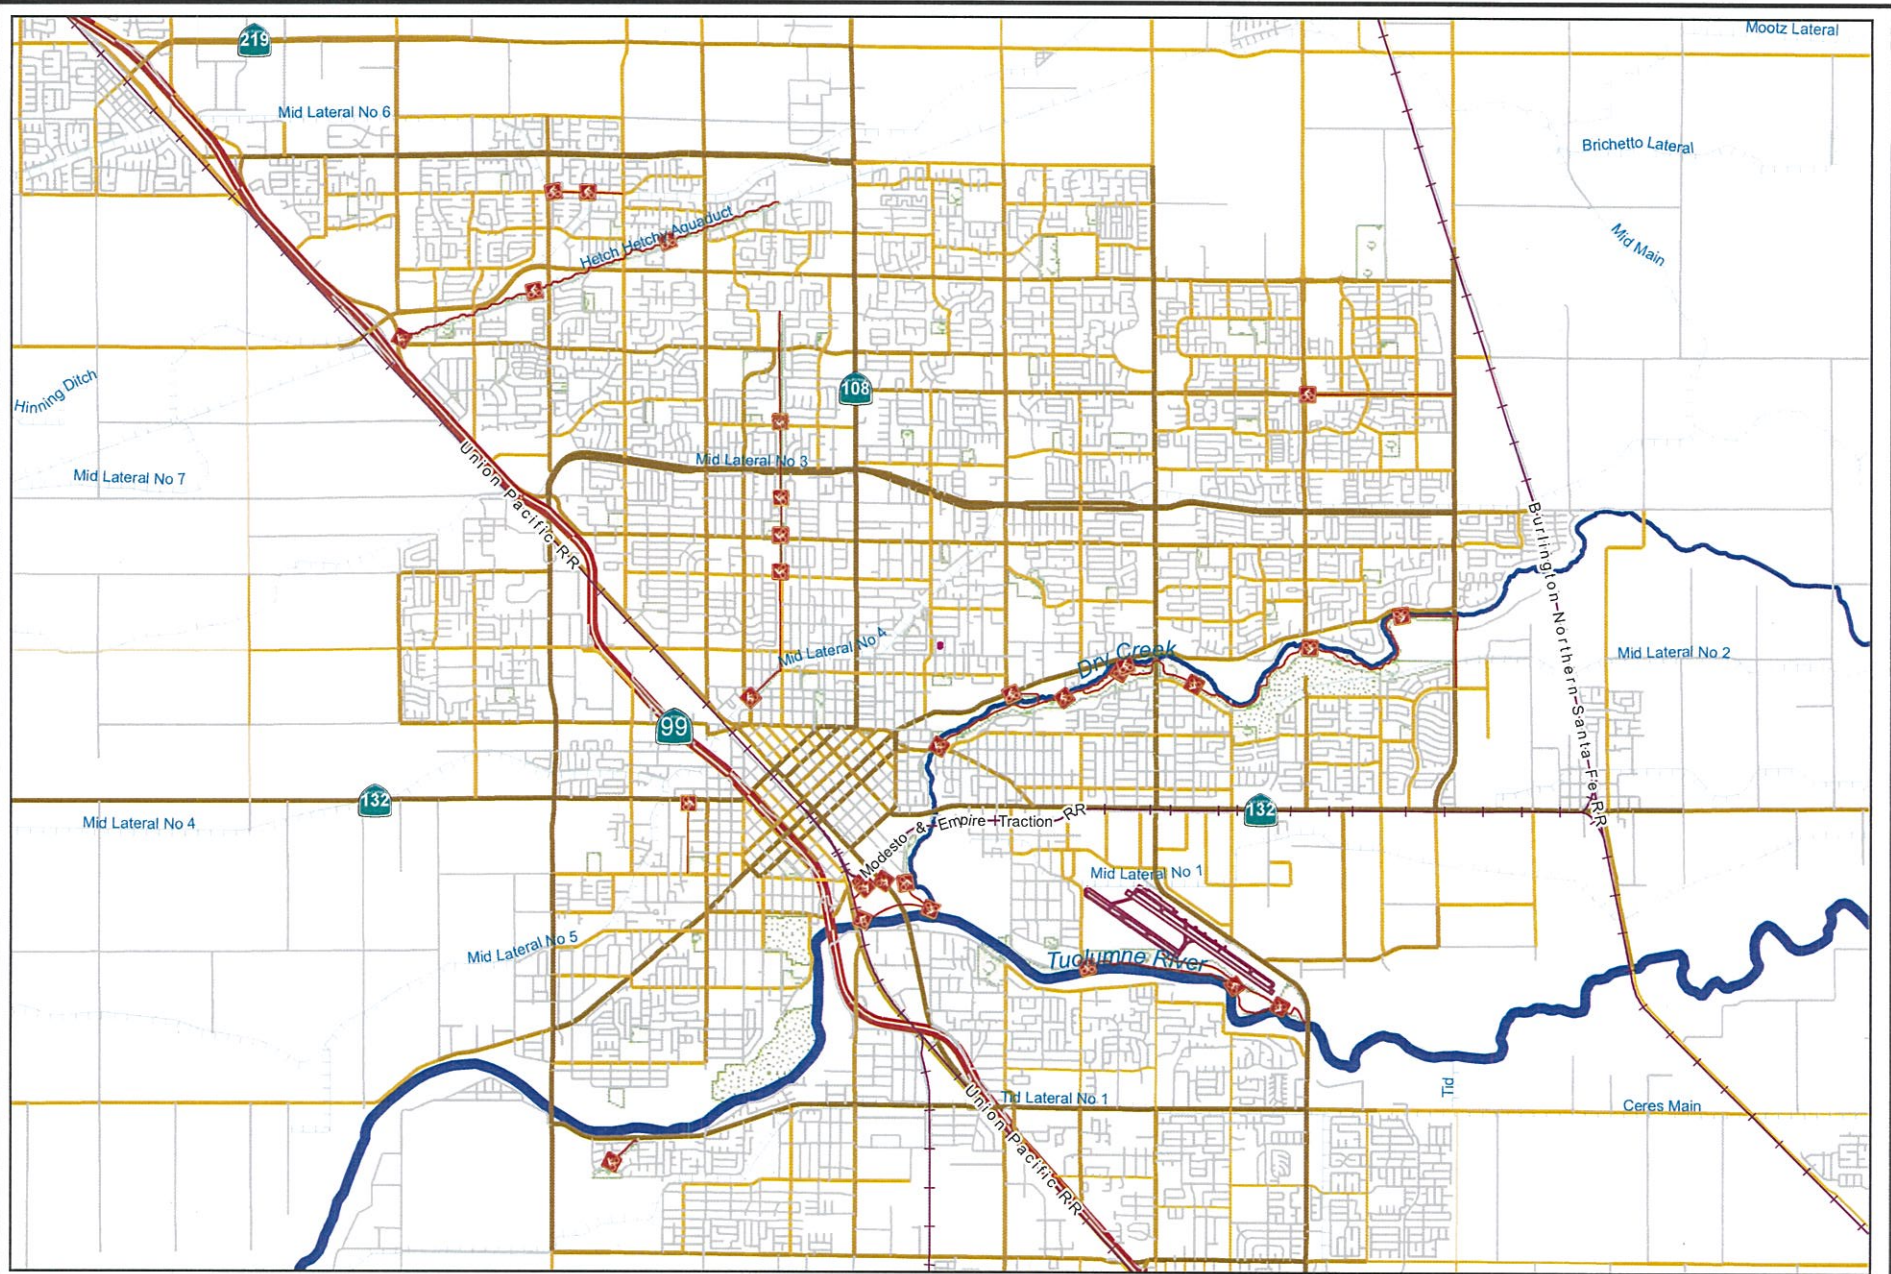 219
Mootz Lateral
Mid Lateral No 6
Brichetto Lateral
Hetch Hetchy Aquaduct
Mid Main
Hinning Ditch
108
Mid Lateral No 3
Union Pacific RR
Mid Lateral No 7
Burlington-Northern-Santa-Fe-RR
Mid Lateral No 4
Dry Creek
Mid Lateral No 2
99
132
132
Mid Lateral No 4
Modesto & Empire Traction RR
Mid Lateral No 1
Mid Lateral No 5
Tuolumne River
Tid Lateral No 1
Tid
Ceres Main
Union Pacific RR